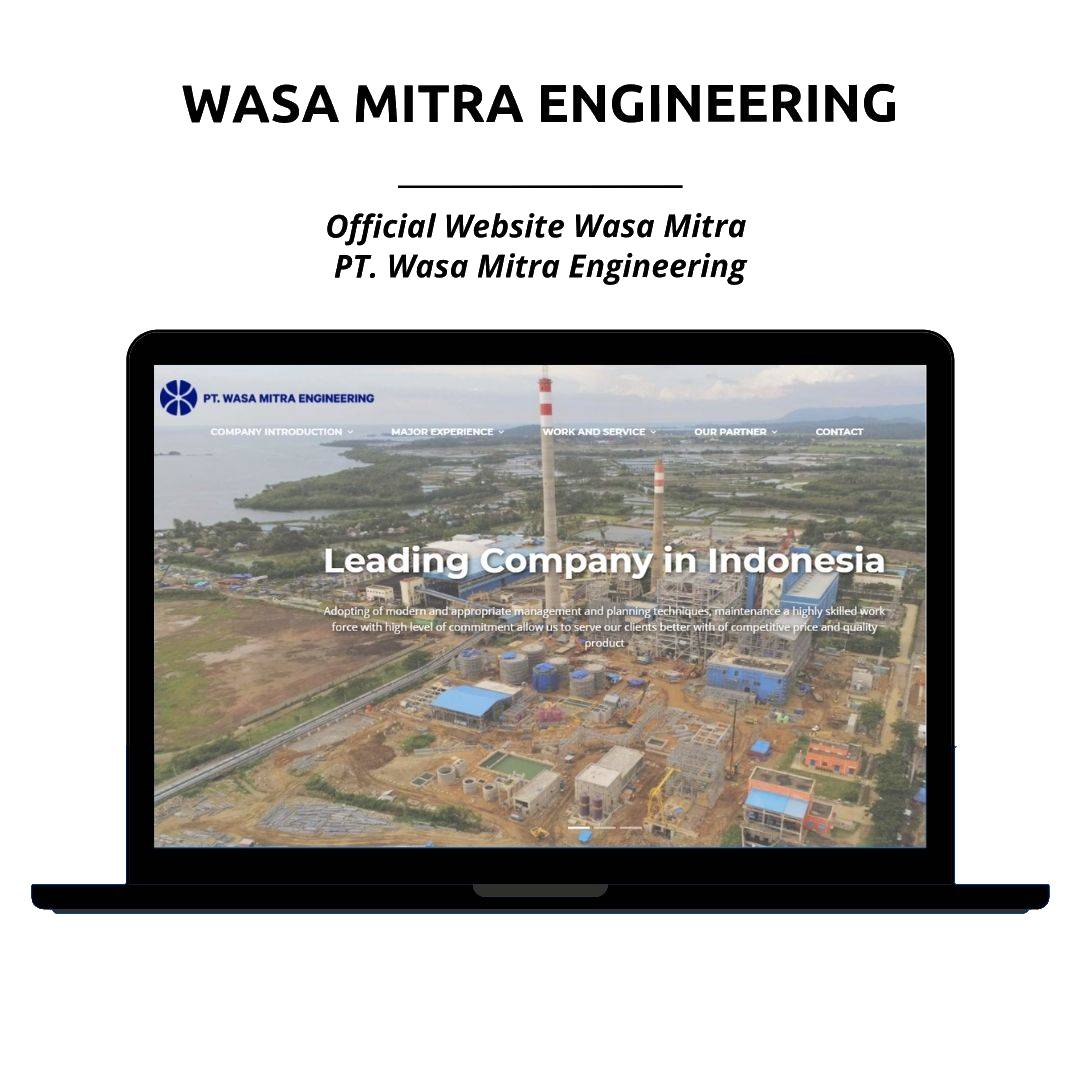 WASA MITRA ENGINEERING
Official Website Wasa Mitra
PT. Wasa Mitra Engineering
PT. WASA MITRA ENGINEERING
COMPANY INTRODUCTION
MAJOR EXPERIENCE
WORK AND SERVICE
OUR PARTNER
CONTACT
Leading Company in Indonesia
Adopting of modern and appropriate management and planning techniques, maintenance a highly skilled work
force with high level of commitment allow us to serve our clients better with of competitive price and quality
product